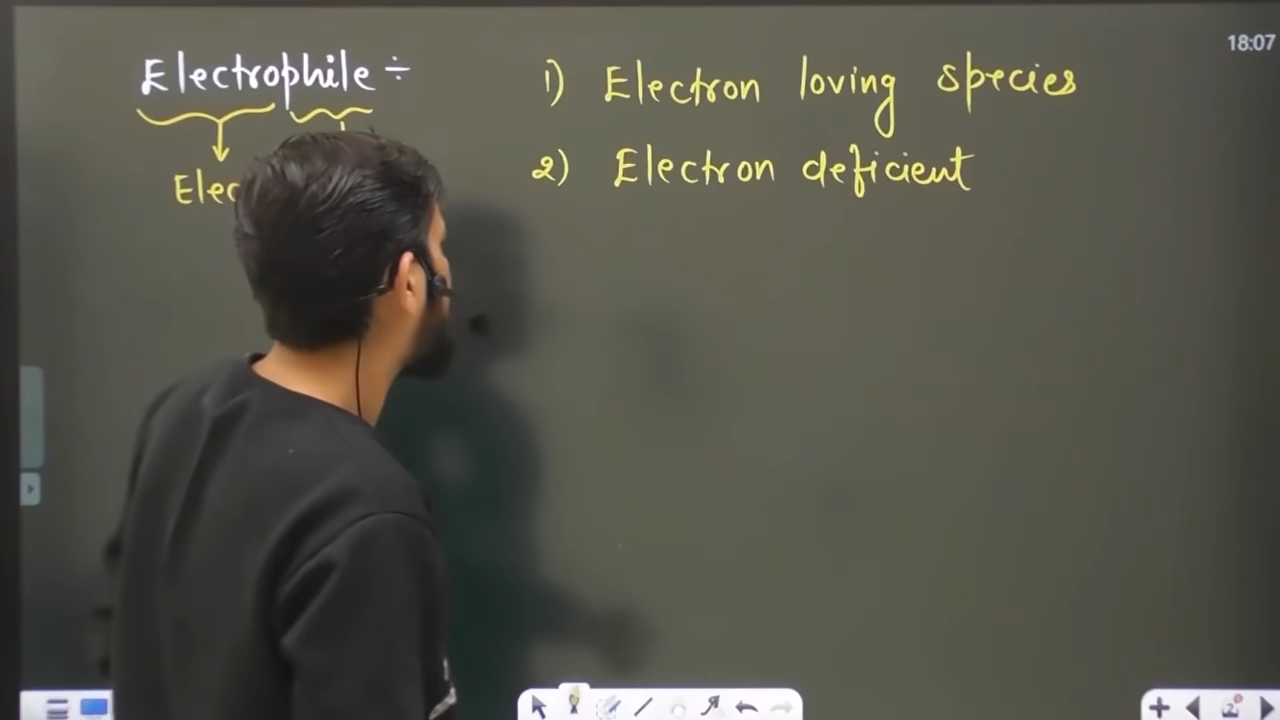 Electrophile ÷
1) Electron loving species
2) Electron deficient
18:07